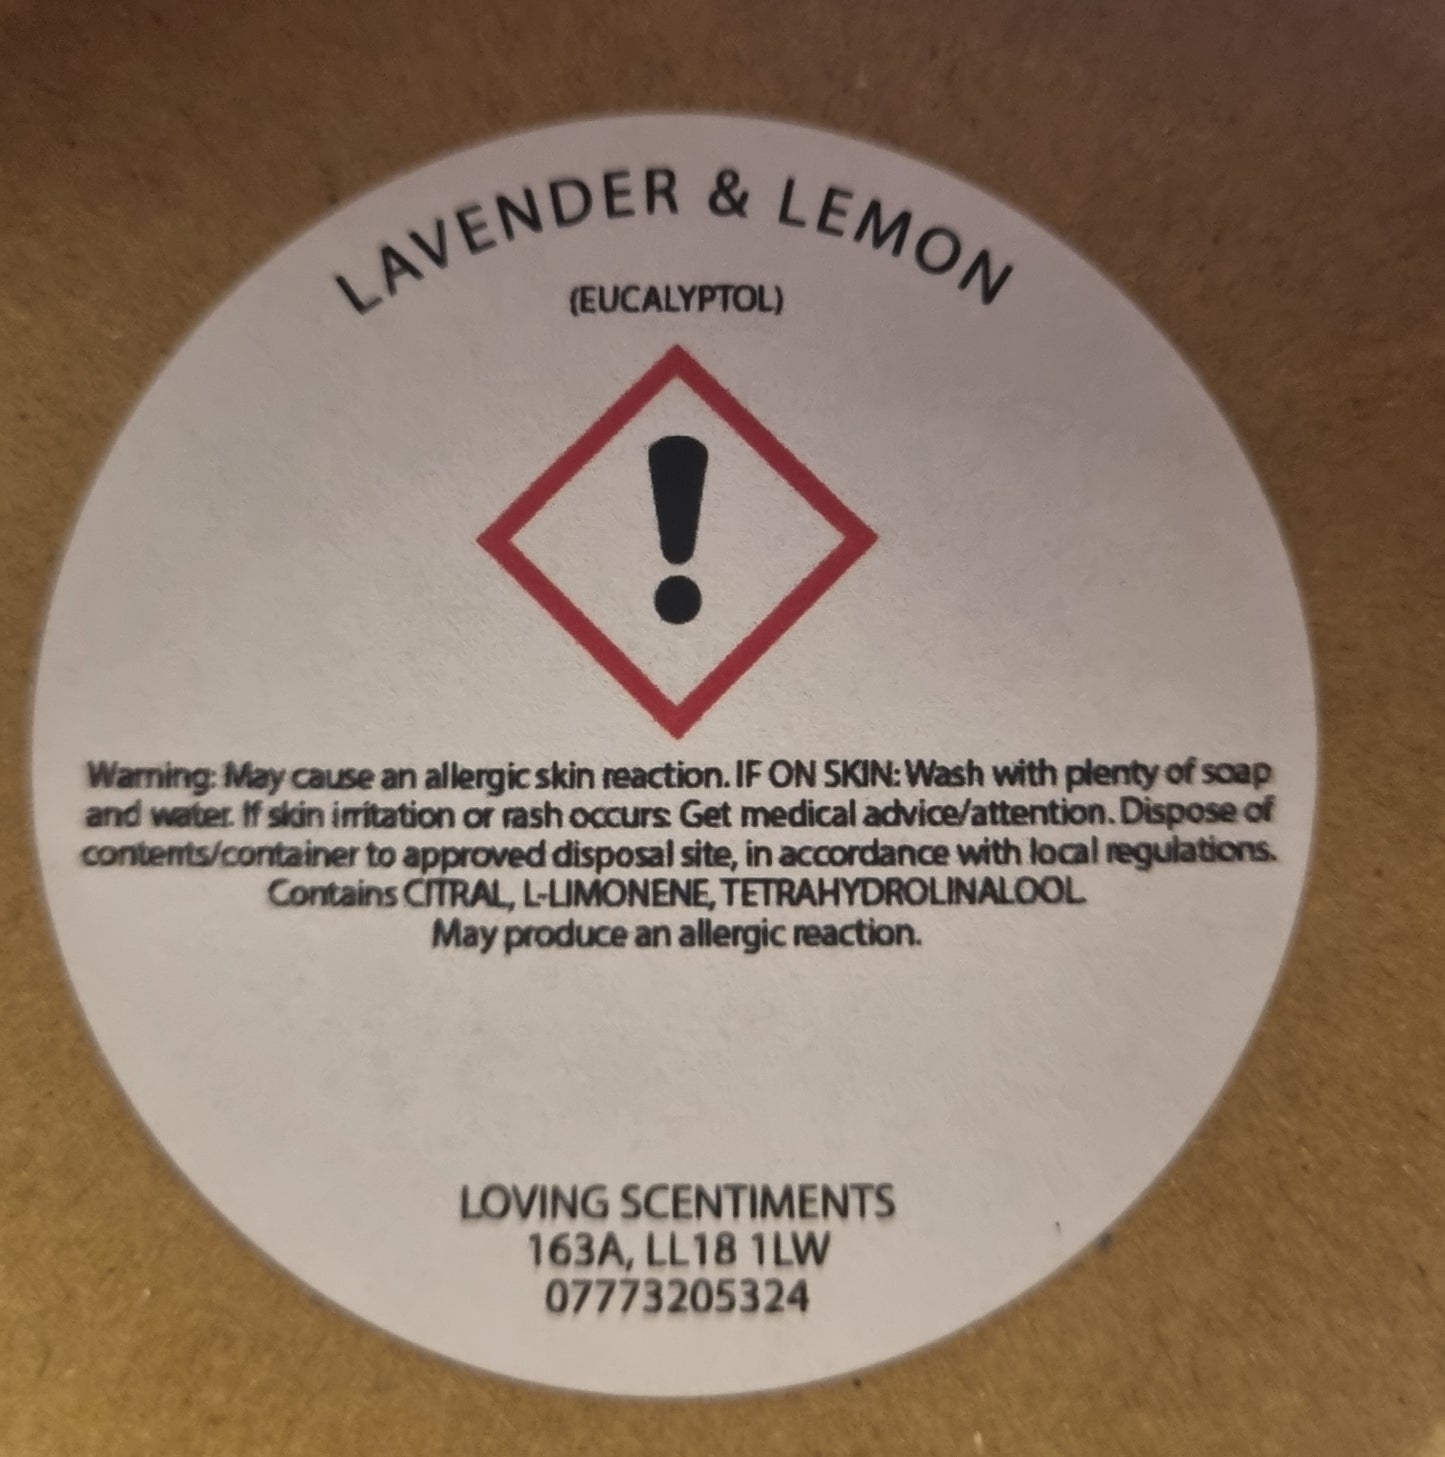 LAVENDER & LEMON
(EUCALYPTOL)
Warning: May cause an allergic skin reaction. IF ON SKIN: Wash with plenty of soap
and water. If skin irritation or rash occurs: Get medical advice/attention. Dispose of
contents/container to approved disposal site, in accordance with local regulations.
Contains CITRAL, L-LIMONENE, TETRAHYDROLINALOOL
May produce an allergic reaction.
LOVING SCENTIMENTS
163A, LL18 1LW
07773205324